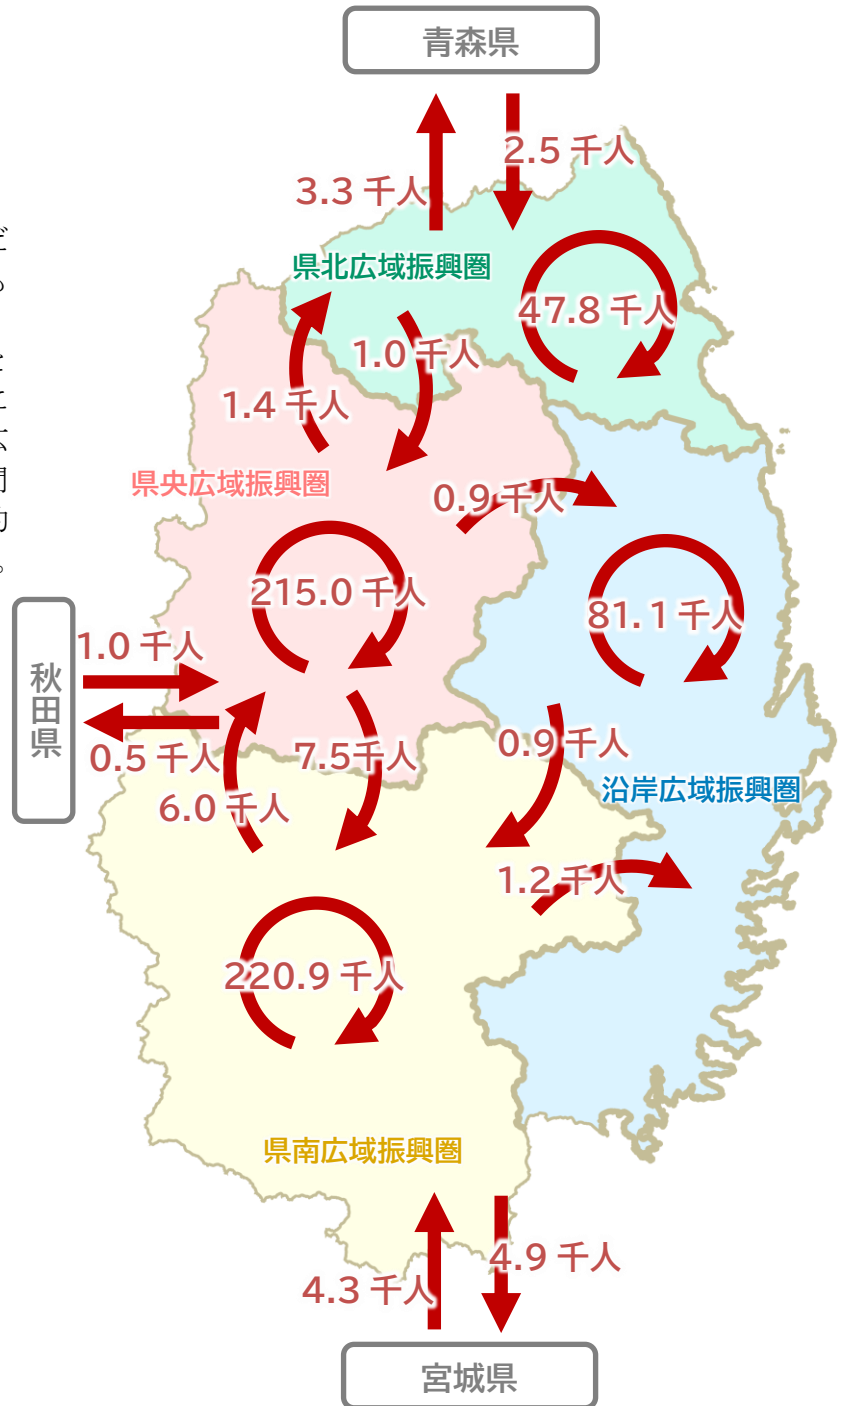 青森県
2.5 千人
3.3 千人
県北広域振興圏
47.8 千人
1.0 千人
1.4 千人
県央広域振興圏
0.9 千人
215.0 千人
81.1 千人
秋田県
1.0 千人
0.5 千人
7.5千人
0.9 千人
6.0 千人
沿岸広域振興圏
1.2 千人
220.9 千人
県南広域振興圏
4.9 千人
4.3 千人
宮城県